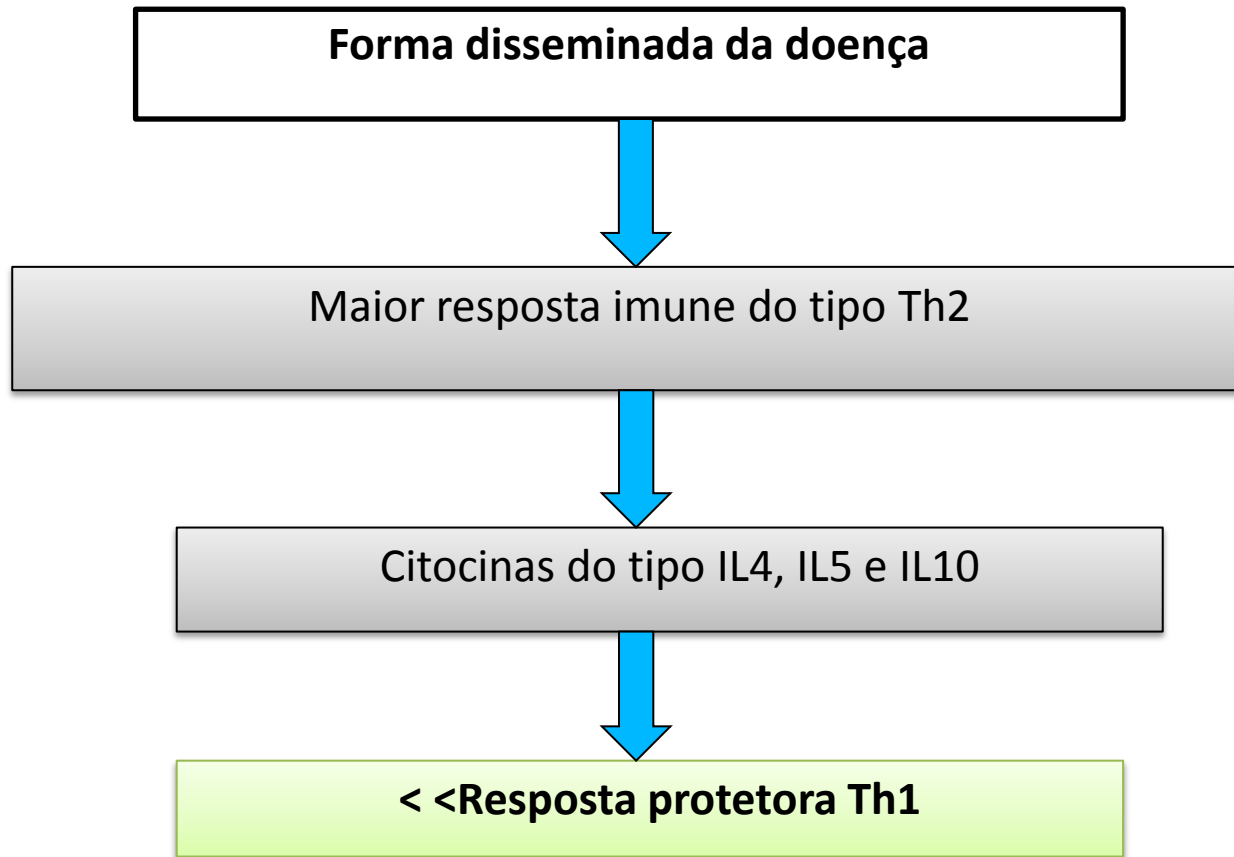 Forma disseminada da doença
Maior resposta imune do tipo Th2
Citocinas do tipo IL4, IL5 e IL10
< <Resposta protetora Th1